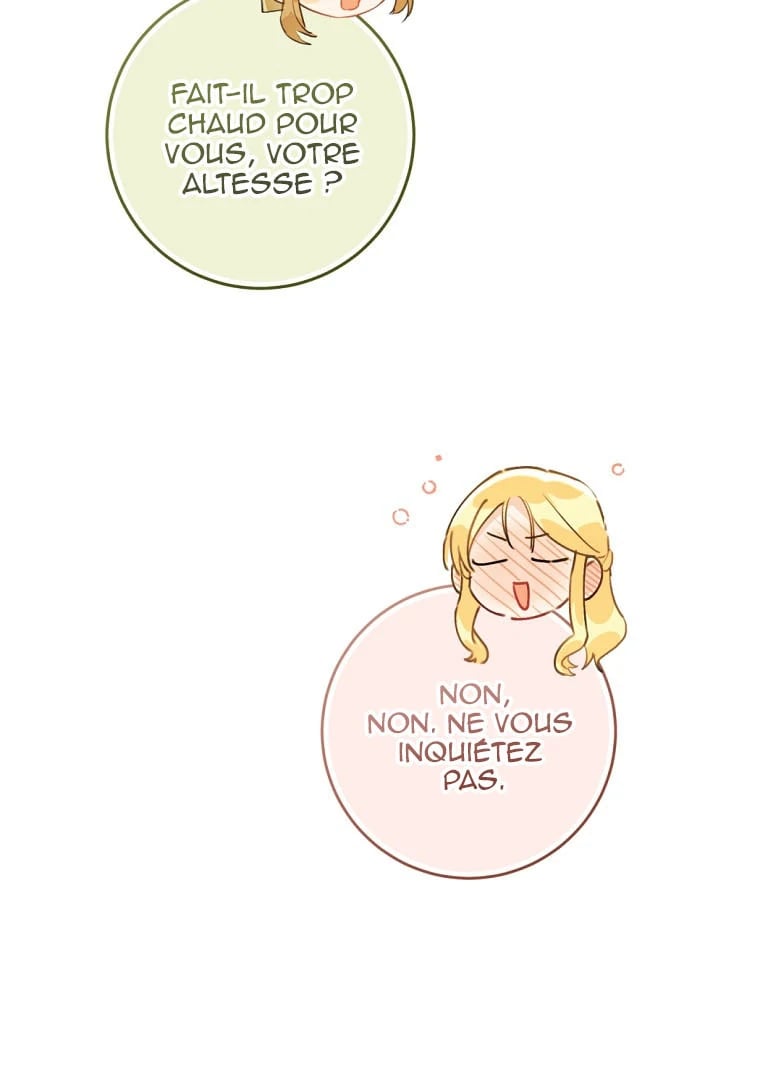 FAIT-IL TROP
CHAUD POUR
VOUS, VOTRE
ALTESSE ?
NON,
NON. NE VOUS
INQUIÉTEZ
PAS.